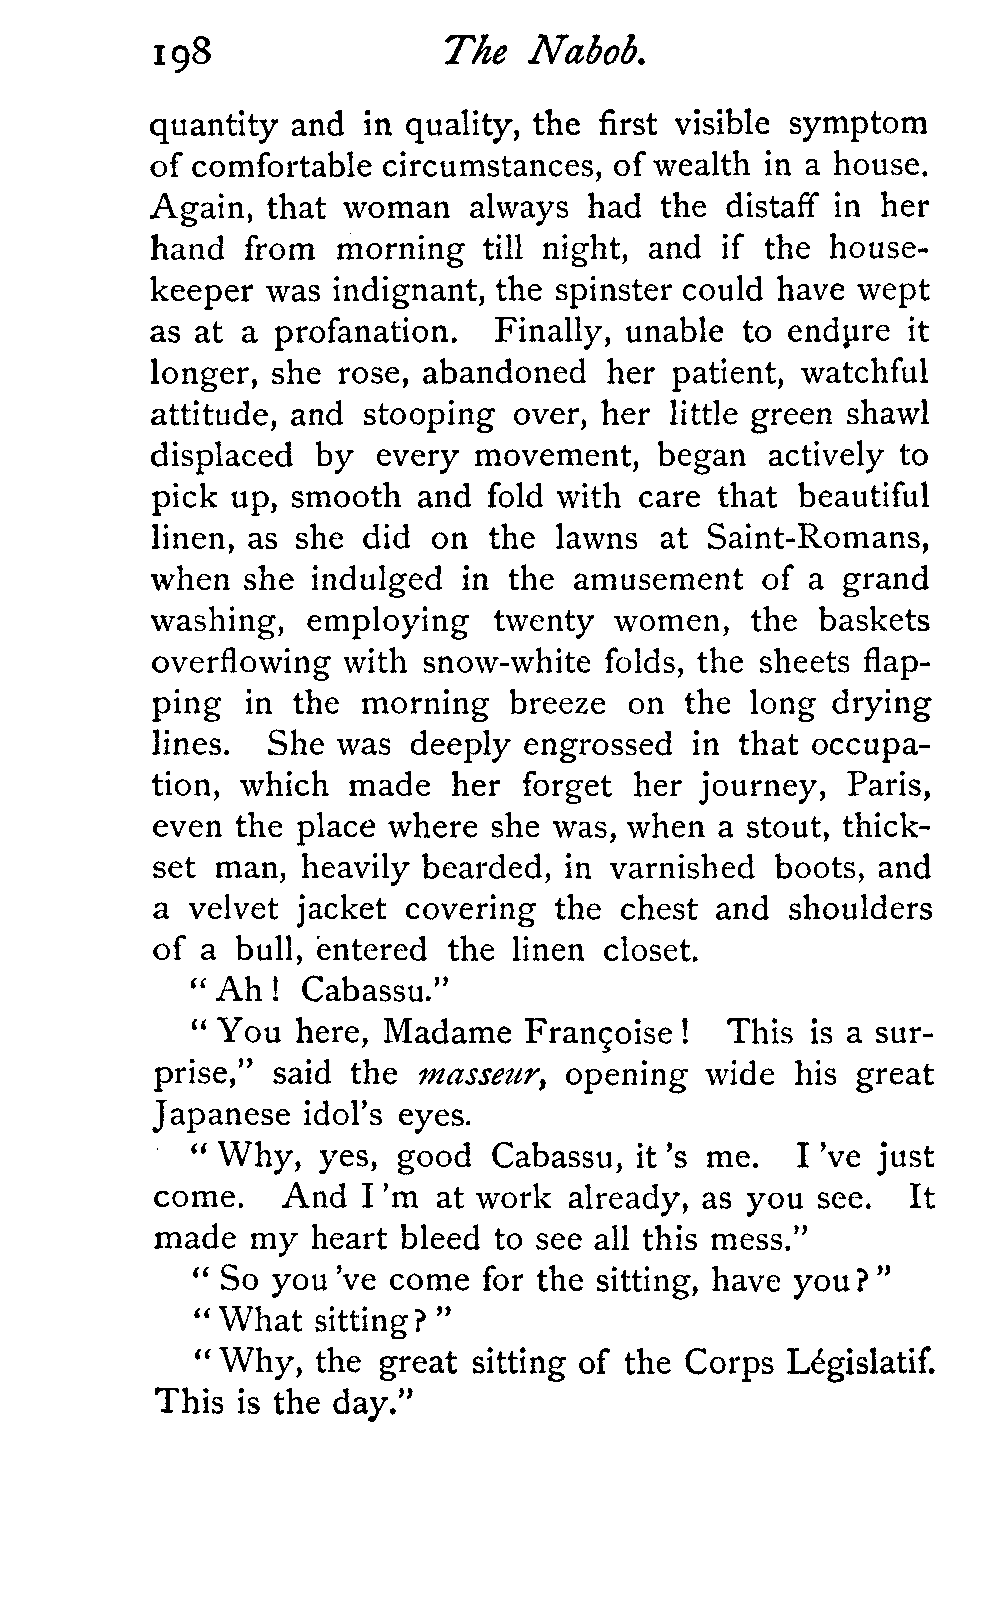 198 The Nabob.
quantity and in quality, the first visible symptom
of comfortable circumstances, of wealth in a house.
Again, that woman always had the distaff in her
hand from morning till night, and if the house-
keeper was indignant, the spinster could have wept
as at a profanation. Finally, unable to endure it
longer, she rose, abandoned her patient, watchful
attitude, and stooping over, her little green shawl
displaced by every movement, began actively to
pick up, smooth and fold with care that beautiful
linen, as she did on the lawns at Saint-Romans,
when she indulged in the amusement of a grand
washing, employing twenty women, the baskets
overflowing with snow-white folds, the sheets flap-
ping in the morning breeze on the long drying
lines. She was deeply engrossed in that occupa-
tion, which made her forget her journey, Paris,
even the place where she was, when a stout, thick-
set man, heavily bearded, in varnished boots, and
a velvet jacket covering the chest and shoulders
of a bull, entered the linen closet.
“Ah! Cabassu.”
“You here, Madame Françoise! This is a sur-
prise,” said the masseur, opening wide his great
Japanese idol's eyes.
“Why, yes, good Cabassu, it 's me. I 've just
come. And I 'm at work already, as you see. It
made my heart bleed to see all this mess.”
“So you 've come for the sitting, have you?”
“What sitting?”
“Why, the great sitting of the Corps Législatif.
This is the day.”